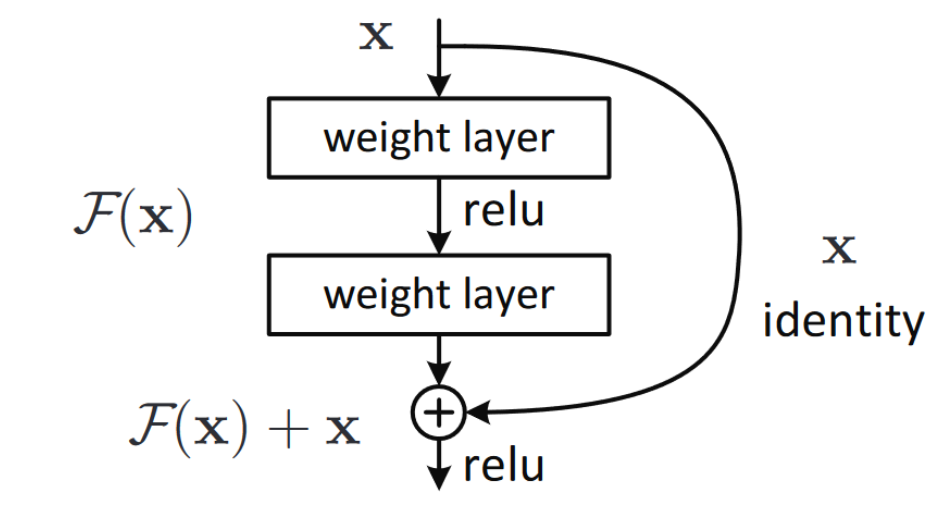 x
weight layer
relu
F(x)
weight layer
x
identity
F(x) + x
+
relu